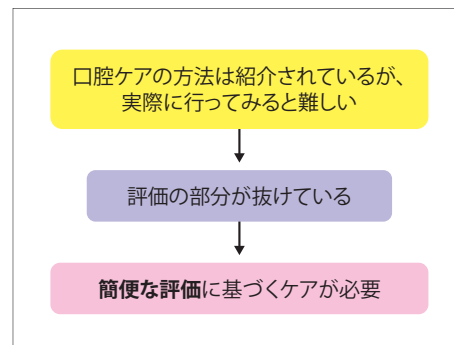 口腔ケアの方法は紹介されているが、
実際に行ってみると難しい
評価の部分が抜けている
簡便な評価に基づくケアが必要